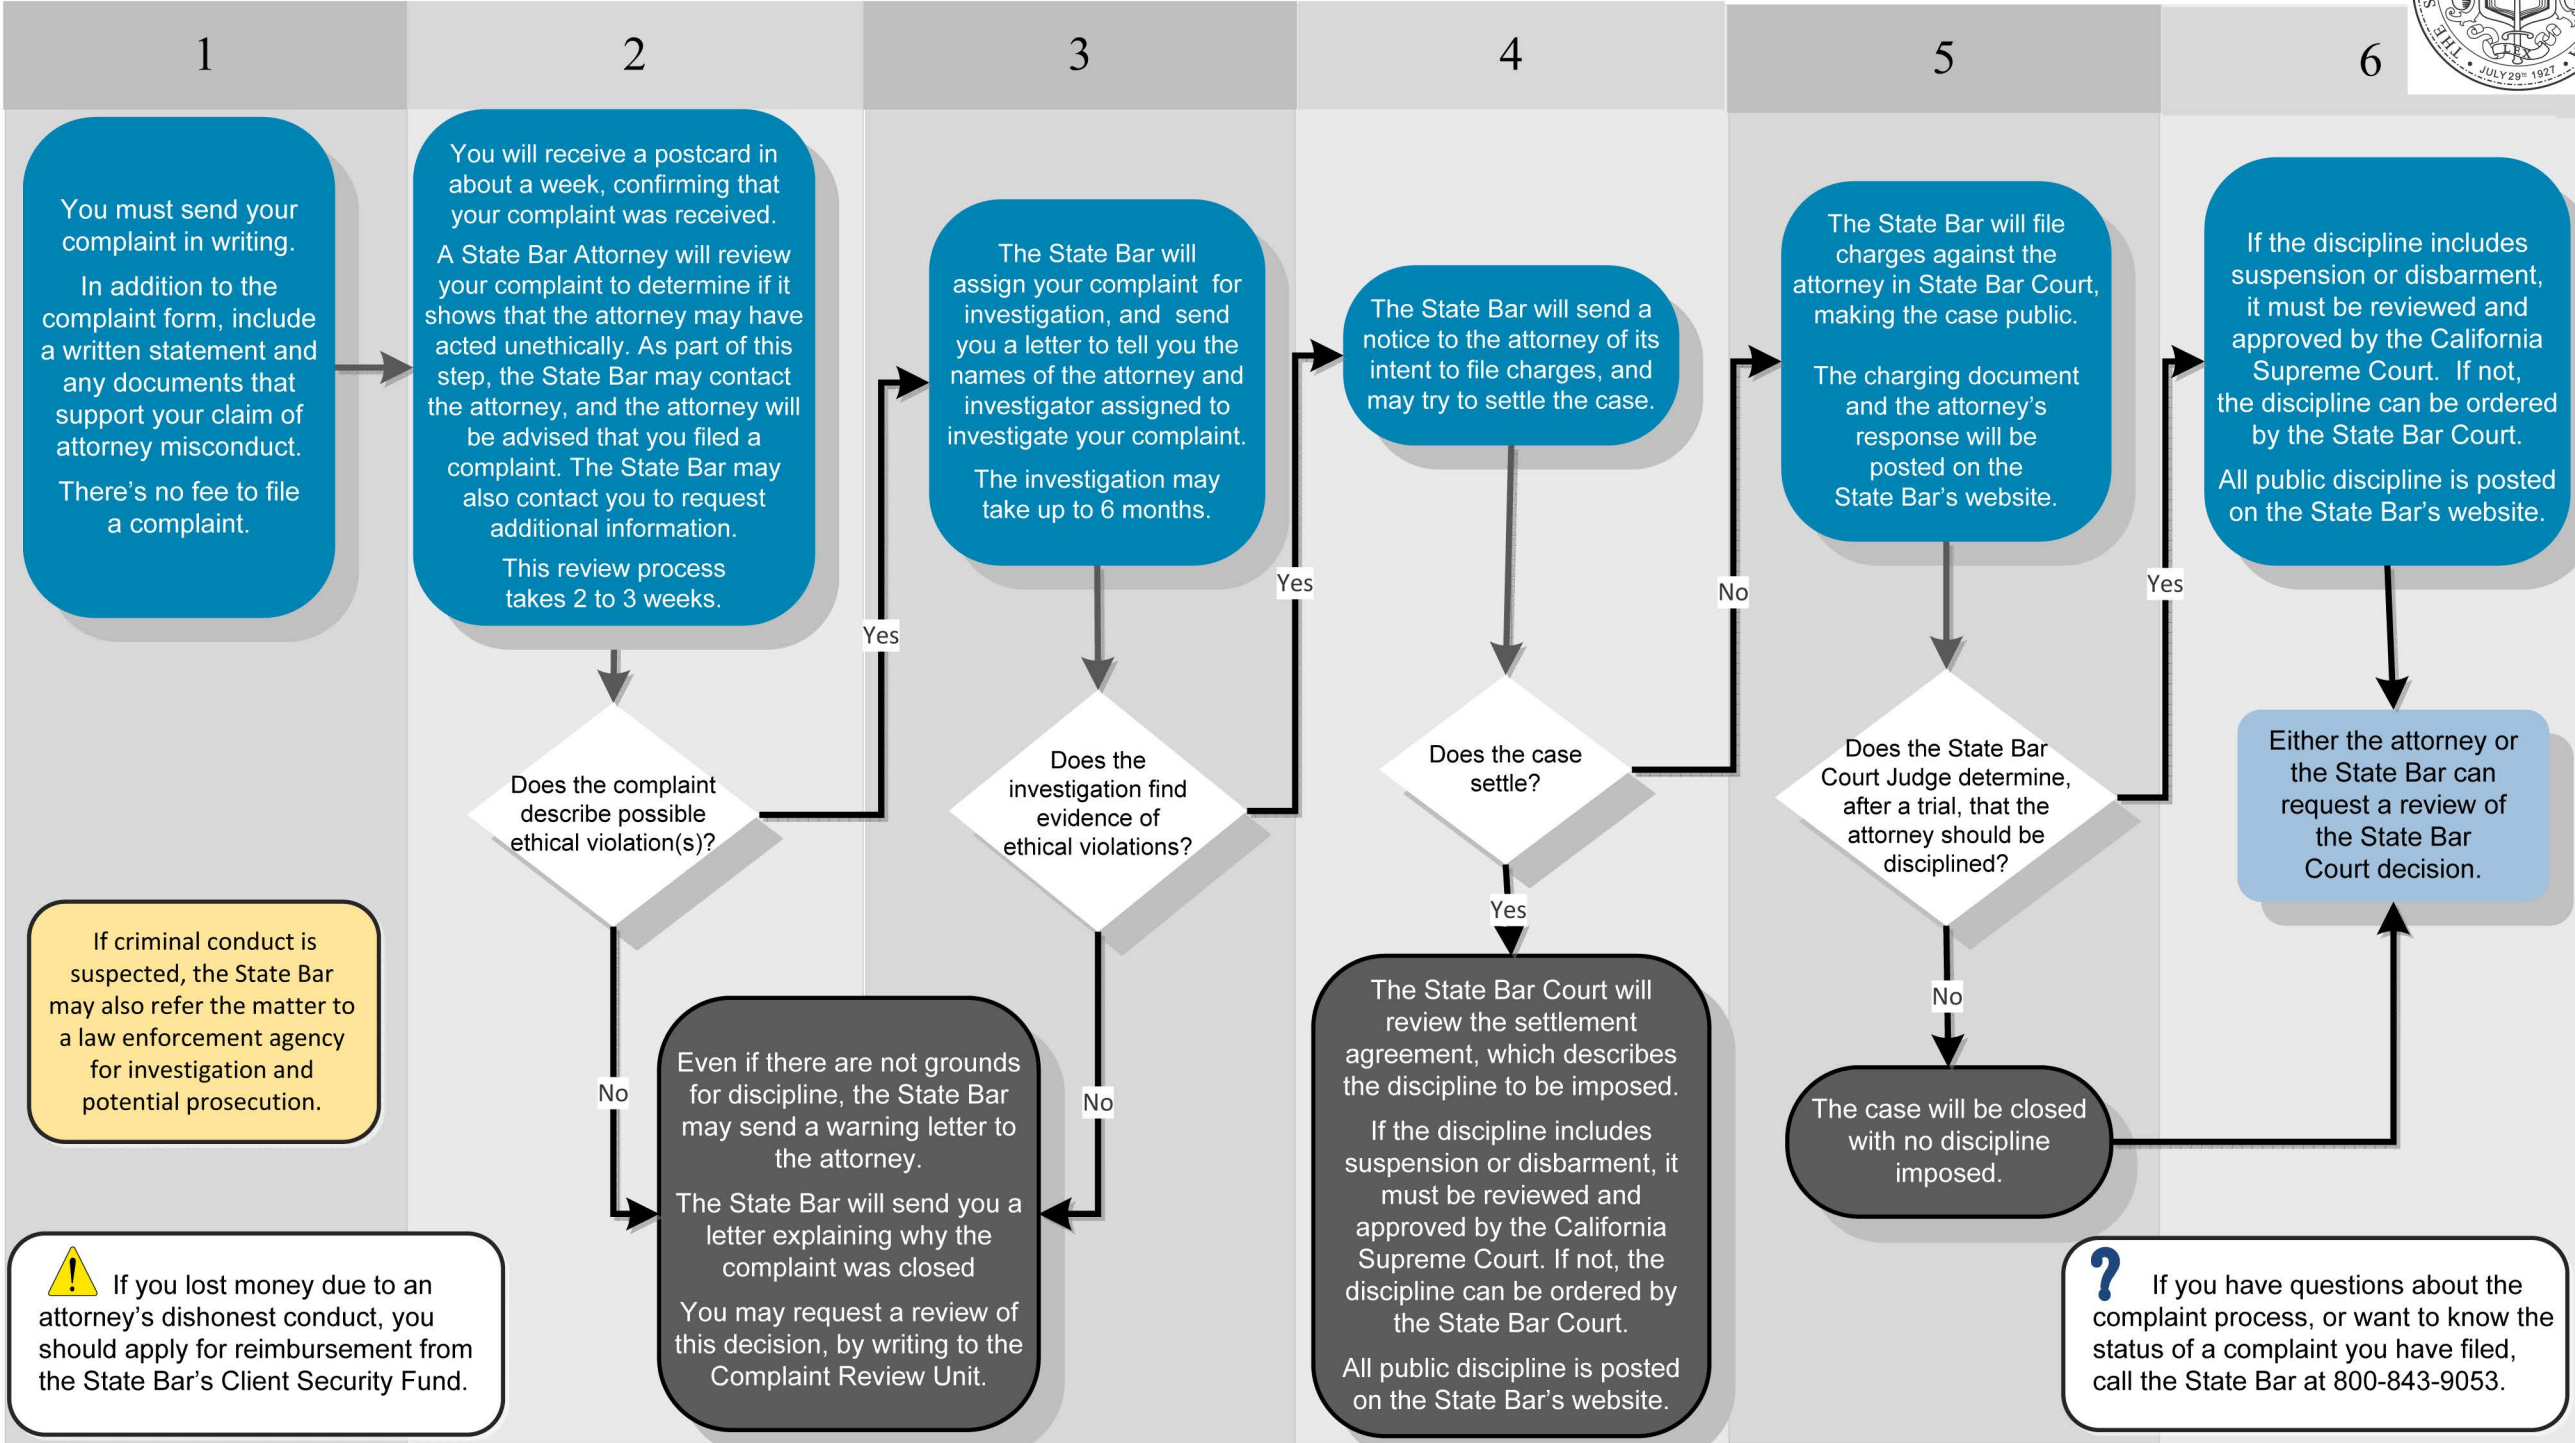 1
2
3
4
5
6
LEX
THE
JULY 29TH 1927
You must send your
complaint in writing.
In addition to the
complaint form, include
a written statement and
any documents that
support your claim of
attorney misconduct.
There's no fee to file
a complaint.
If criminal conduct is
suspected, the State Bar
may also refer the matter to
a law enforcement agency
for investigation and
potential prosecution.
If you lost money due to an
attorney's dishonest conduct, you
should apply for reimbursement from
the State Bar's Client Security Fund.
You will receive a postcard in
about a week, confirming that
your complaint was received.
A State Bar Attorney will review
your complaint to determine if it
shows that the attorney may have
acted unethically. As part of this
step, the State Bar may contact
the attorney, and the attorney will
be advised that you filed a
complaint. The State Bar may
also contact you to request
additional information.
This review process
takes 2 to 3 weeks.
Does the complaint
describe possible
ethical violation(s)?
Yes
No
The State Bar will
assign your complaint for
investigation, and send
you a letter to tell you the
names of the attorney and
investigator assigned to
investigate your complaint.
The investigation may
take up to 6 months.
Does the
investigation find
evidence of
ethical violations?
Yes
No
Even if there are not grounds
for discipline, the State Bar
may send a warning letter to
the attorney.
The State Bar will send you a
letter explaining why the
complaint was closed
You may request a review of
this decision, by writing to the
Complaint Review Unit.
The State Bar will send a
notice to the attorney of its
intent to file charges, and
may try to settle the case.
Does the case
settle?
No
Yes
The State Bar Court will
review the settlement
agreement, which describes
the discipline to be imposed.
If the discipline includes
suspension or disbarment, it
must be reviewed and
approved by the California
Supreme Court. If not, the
discipline can be ordered by
the State Bar Court.
All public discipline is posted
on the State Bar's website.
The State Bar will file
charges against the
attorney in State Bar Court,
making the case public.
The charging document
and the attorney's
response will be
posted on the
State Bar's website.
Does the State Bar
Court Judge determine,
after a trial, that the
attorney should be
disciplined?
Yes
No
The case will be closed
with no discipline
imposed.
If the discipline includes
suspension or disbarment,
it must be reviewed and
approved by the California
Supreme Court. If not,
the discipline can be ordered
by the State Bar Court.
All public discipline is posted
on the State Bar's website.
Either the attorney or
the State Bar can
request a review of
the State Bar
Court decision.
If you have questions about the
complaint process, or want to know the
status of a complaint you have filed,
call the State Bar at 800-843-9053.